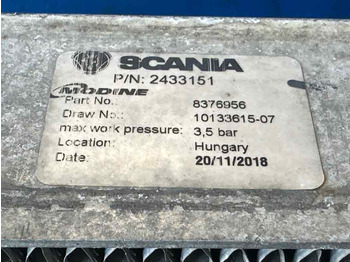 SCANIA
P/N: 2433151
MODINE
Part No.: 8376956
Draw No.: 10133615-07
max work pressure: 3,5 bar
Location: Hungary
Date: 20/11/2018